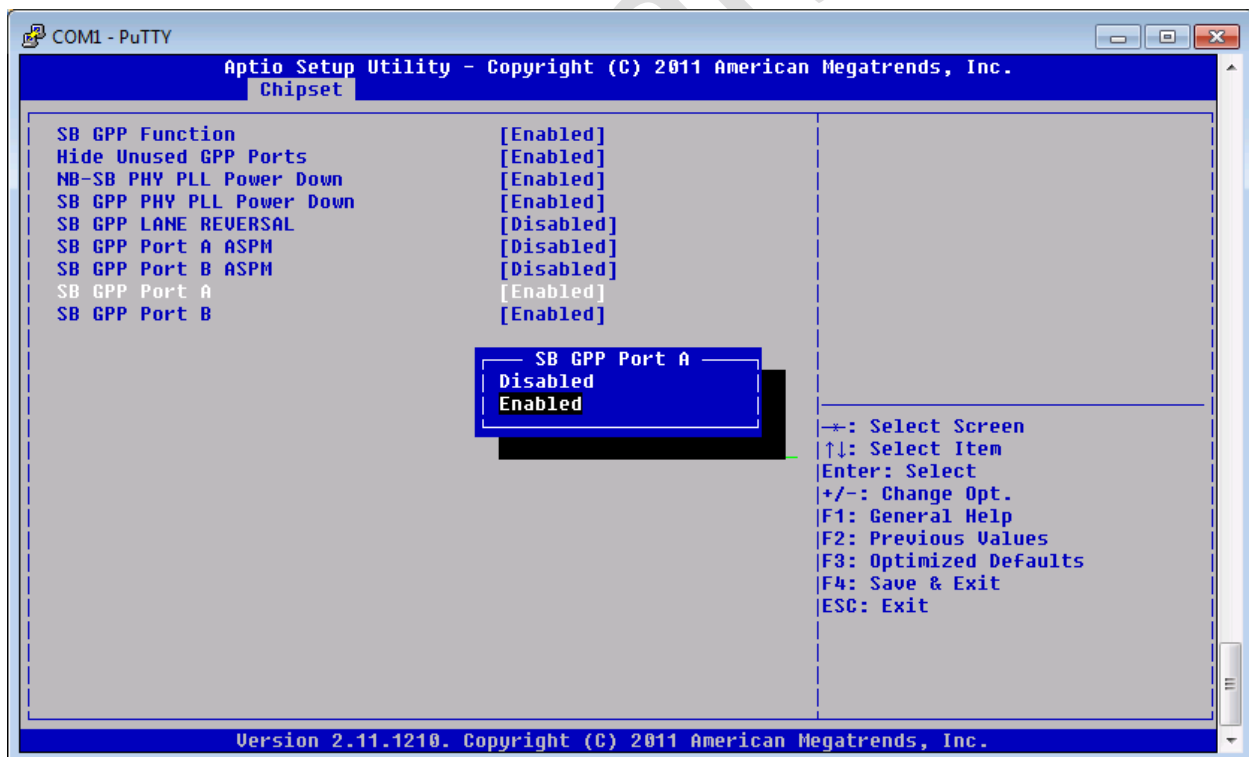 COM1 - PuTTY
Aptio Setup Utility - Copyright (C) 2011 American Megatrends, Inc.
Chipset
SB GPP Function [Enabled]
Hide Unused GPP Ports [Enabled]
NB-SB PHY PLL Power Down [Enabled]
SB GPP PHY PLL Power Down [Enabled]
SB GPP LANE REVERSAL [Disabled]
SB GPP Port A ASPM [Disabled]
SB GPP Port B ASPM [Disabled]
SB GPP Port A [Enabled]
SB GPP Port B [Enabled]
SB GPP Port A
Disabled
Enabled
→←: Select Screen
↑↓: Select Item
Enter: Select
+/-: Change Opt.
F1: General Help
F2: Previous Values
F3: Optimized Defaults
F4: Save & Exit
ESC: Exit
Version 2.11.1210. Copyright (C) 2011 American Megatrends, Inc.